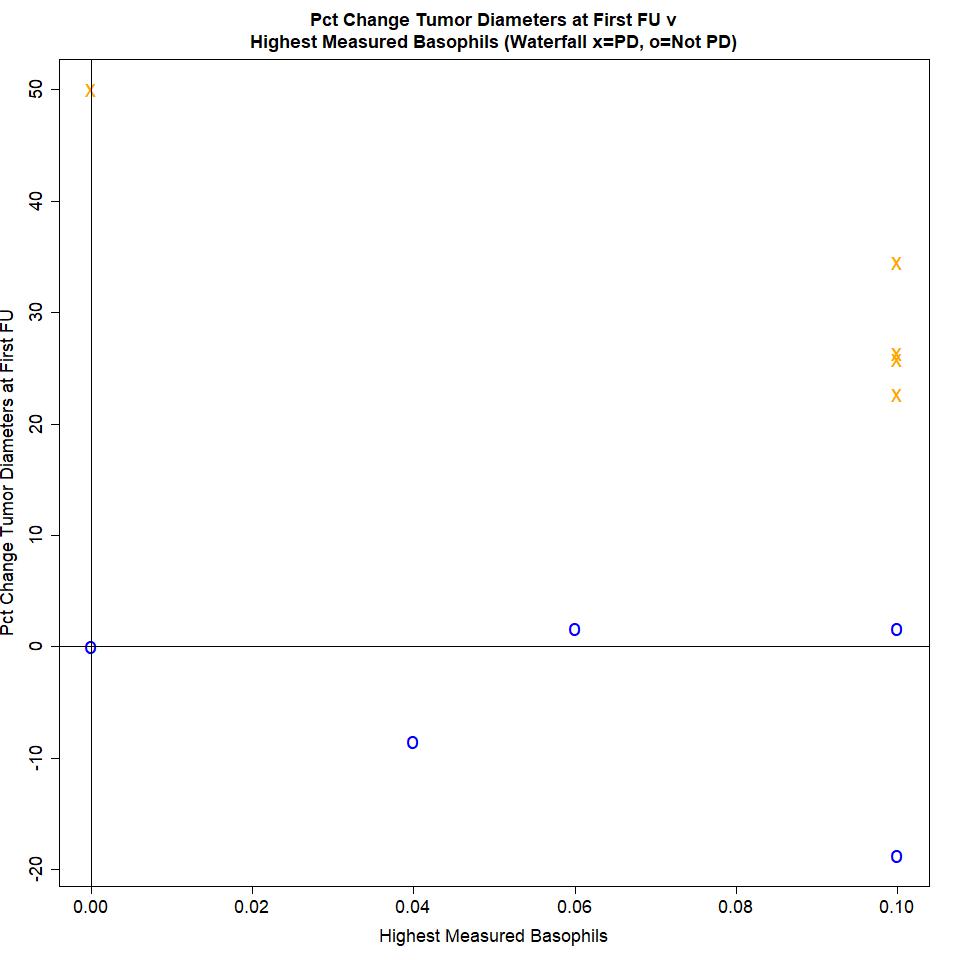 Pct Change Tumor Diameters at First FU v
Highest Measured Basophils (Waterfall x=PD, o=Not PD)
Pct Change Tumor Diameters at First FU
50
40
30
20
10
0
-10
-20
X
X
X
X
X
O
O
O
O
O
0.00
0.02
0.04
0.06
0.08
0.10
Highest Measured Basophils